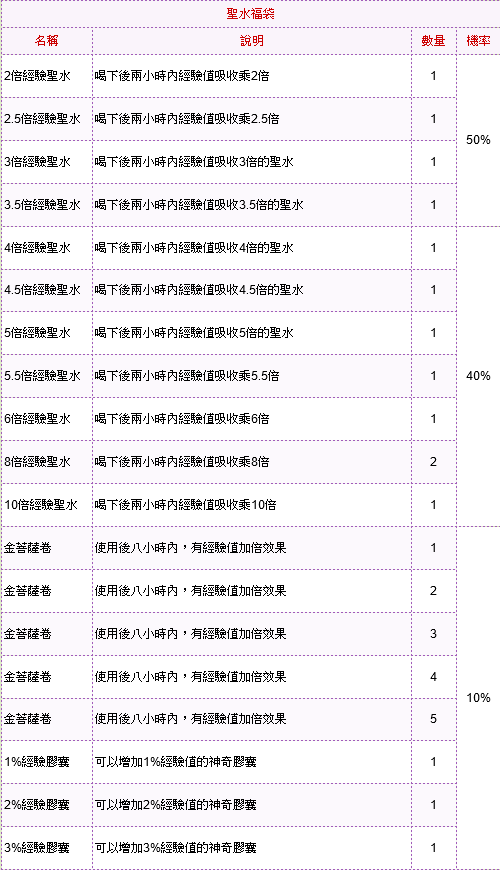 聖水福袋
名稱 說明 數量 機率
2倍經驗聖水 喝下後兩小時內經驗值吸收乘2倍 1
2.5倍經驗聖水 喝下後兩小時內經驗值吸收乘2.5倍 1
50%
3倍經驗聖水 喝下後兩小時內經驗值吸收3倍的聖水 1
3.5倍經驗聖水 喝下後兩小時內經驗值吸收3.5倍的聖水 1
4倍經驗聖水 喝下後兩小時內經驗值吸收4倍的聖水 1
4.5倍經驗聖水 喝下後兩小時內經驗值吸收4.5倍的聖水 1
5倍經驗聖水 喝下後兩小時內經驗值吸收5倍的聖水 1
5.5倍經驗聖水 喝下後兩小時內經驗值吸收乘5.5倍 1 40%
6倍經驗聖水 喝下後兩小時內經驗值吸收乘6倍 1
8倍經驗聖水 喝下後兩小時內經驗值吸收乘8倍 2
10倍經驗聖水 喝下後兩小時內經驗值吸收乘10倍 1
金菩薩卷 使用後八小時內，有經驗值加倍效果 1
金菩薩卷 使用後八小時內，有經驗值加倍效果 2
金菩薩卷 使用後八小時內，有經驗值加倍效果 3
金菩薩卷 使用後八小時內，有經驗值加倍效果 4
10%
金菩薩卷 使用後八小時內，有經驗值加倍效果 5
1%經驗膠囊 可以增加1%經驗值的神奇膠囊 1
2%經驗膠囊 可以增加2%經驗值的神奇膠囊 1
3%經驗膠囊 可以增加3%經驗值的神奇膠囊 1